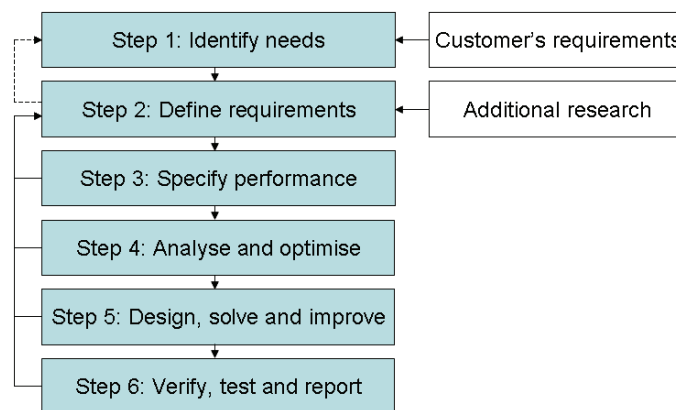 Step 1: Identify needs
Customer's requirements
Step 2: Define requirements
Additional research
Step 3: Specify performance
Step 4: Analyse and optimise
Step 5: Design, solve and improve
Step 6: Verify, test and report